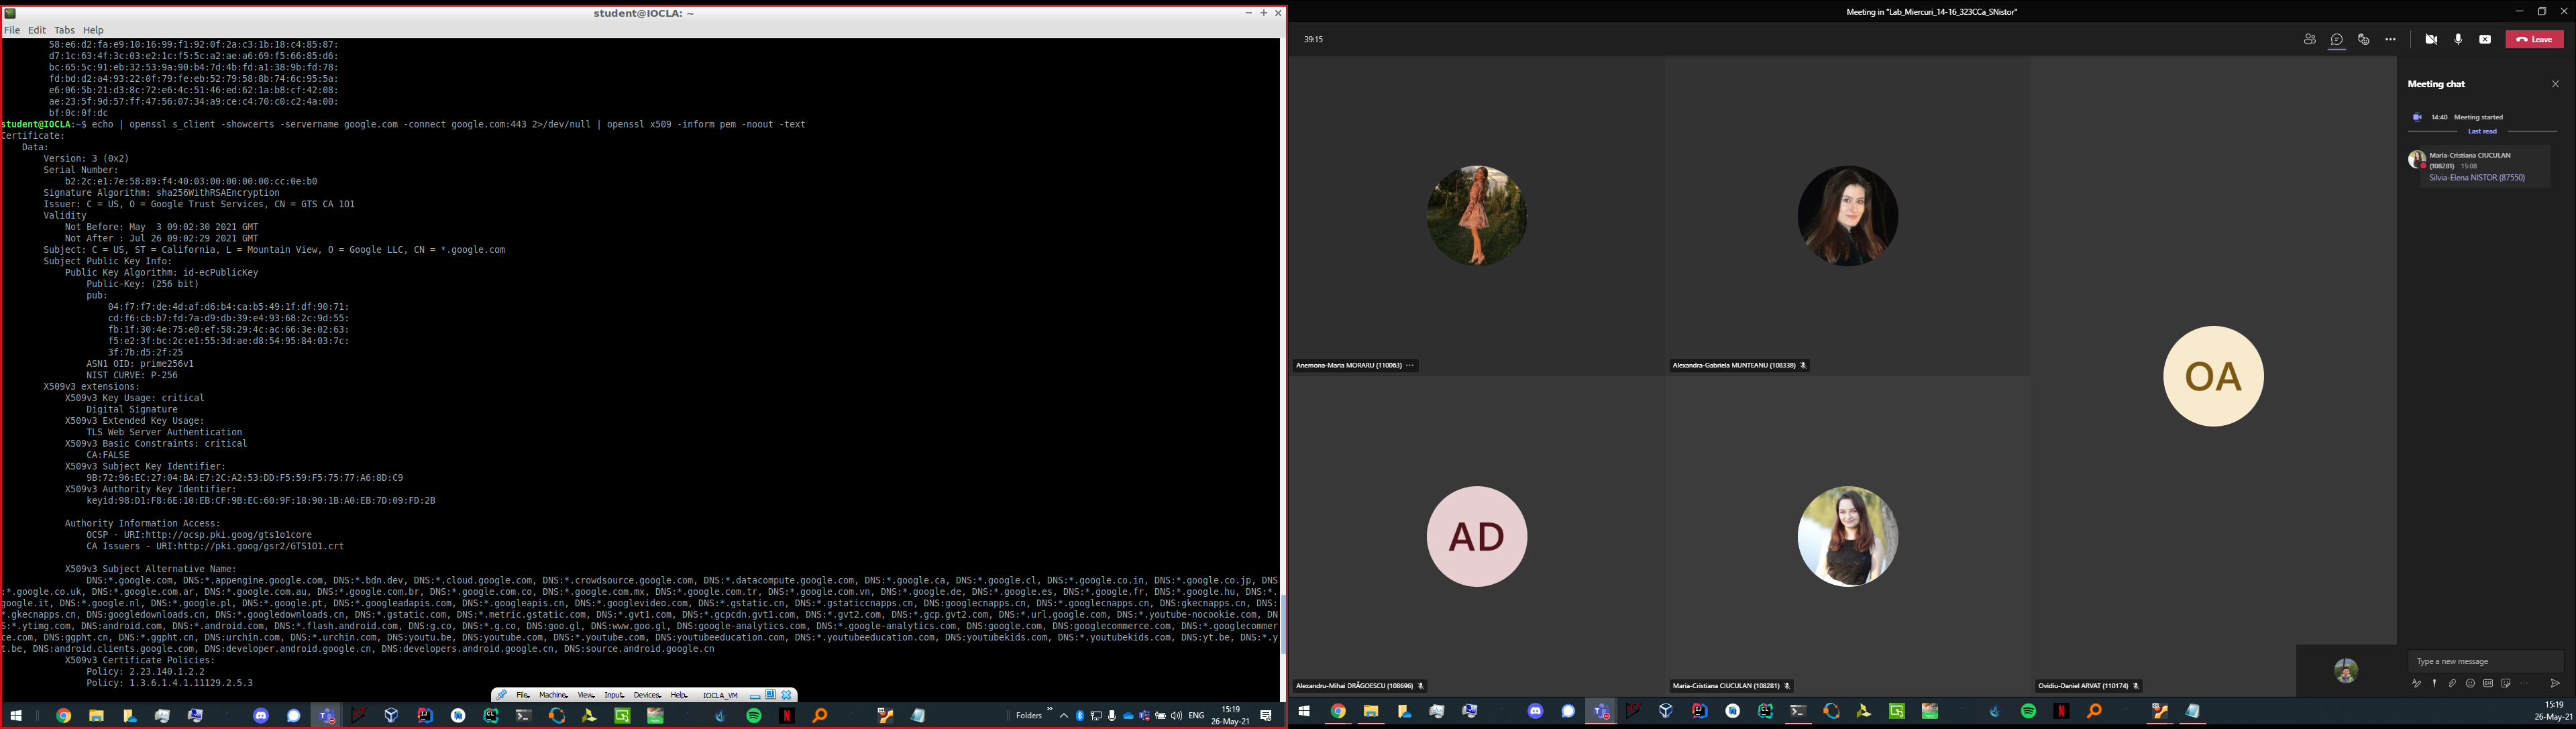 student@IOCLA: ~
File Edit Tabs Help
58:e6:d2:fa:e9:10:16:99:f1:92:0f:2a:c3:1b:18:c4:85:87:
d7:1c:63:4f:3c:03:e2:1c:f5:5c:a2:ae:a6:69:f5:66:85:d6:
bc:65:5c:91:eb:32:53:9a:90:b4:7d:4b:fd:a1:38:9b:fd:78:
fd:bd:d2:a4:93:22:0f:79:fe:eb:52:79:58:8b:74:6c:95:5a:
e6:06:5b:21:d3:8c:72:e6:4c:51:46:ed:62:1a:b8:cf:42:08:
ae:23:5f:9d:57:ff:47:56:07:34:a9:ce:c4:70:c0:c2:4a:00:
bf:0c:0f:dc
student@IOCLA:~$ echo | openssl s_client -showcerts -servername google.com -connect google.com:443 2>/dev/null | openssl x509 -inform pem -noout -text
Certificate:
Data:
Version: 3 (0x2)
Serial Number:
b2:2c:e1:7e:58:89:f4:40:03:00:00:00:00:cc:0e:b0
Signature Algorithm: sha256WithRSAEncryption
Issuer: C = US, O = Google Trust Services, CN = GTS CA 1O1
Validity
Not Before: May  3 09:02:30 2021 GMT
Not After : Jul 26 09:02:29 2021 GMT
Subject: C = US, ST = California, L = Mountain View, O = Google LLC, CN = *.google.com
Subject Public Key Info:
Public Key Algorithm: id-ecPublicKey
Public-Key: (256 bit)
pub:
04:f7:f7:de:4d:af:d6:b4:ca:b5:49:1f:df:90:71:
cd:f6:cb:b7:fd:7a:d9:db:39:e4:93:68:2c:9d:55:
fb:1f:30:4e:75:e0:ef:58:29:4c:ac:66:3e:02:63:
f5:e2:3f:bc:2c:e1:55:3d:ae:d8:54:95:84:03:7c:
3f:7b:d5:2f:25
ASN1 OID: prime256v1
NIST CURVE: P-256
X509v3 extensions:
X509v3 Key Usage: critical
Digital Signature
X509v3 Extended Key Usage:
TLS Web Server Authentication
X509v3 Basic Constraints: critical
CA:FALSE
X509v3 Subject Key Identifier:
9B:72:96:EC:27:04:BA:E7:2C:A2:53:DD:F5:59:F5:75:77:A6:8D:C9
X509v3 Authority Key Identifier:
keyid:98:D1:F8:6E:10:EB:CF:9B:EC:60:9F:18:90:1B:A0:EB:7D:09:FD:2B
Authority Information Access:
OCSP - URI:http://ocsp.pki.goog/gts1o1core
CA Issuers - URI:http://pki.goog/gsr2/GTS1O1.crt
X509v3 Subject Alternative Name:
DNS:*.google.com, DNS:*.appengine.google.com, DNS:*.bdn.dev, DNS:*.cloud.google.com, DNS:*.crowdsource.google.com, DNS:*.datacompute.google.com, DNS:*.google.ca, DNS:*.google.cl, DNS:*.google.co.in, DNS:*.google.co.jp, DNS
:*.google.co.uk, DNS:*.google.com.ar, DNS:*.google.com.au, DNS:*.google.com.br, DNS:*.google.com.co, DNS:*.google.com.mx, DNS:*.google.com.tr, DNS:*.google.com.vn, DNS:*.google.de, DNS:*.google.es, DNS:*.google.fr, DNS:*.google.hu, DNS:*.
google.it, DNS:*.google.nl, DNS:*.google.pl, DNS:*.google.pt, DNS:*.googleadapis.com, DNS:*.googleapis.cn, DNS:*.googlevideo.com, DNS:*.gstatic.cn, DNS:*.gstaticcnapps.cn, DNS:googlecnapps.cn, DNS:*.googlecnapps.cn, DNS:gkecnapps.cn, DNS:
*.gkecnapps.cn, DNS:googledownloads.cn, DNS:*.googledownloads.cn, DNS:*.gstatic.com, DNS:*.metric.gstatic.com, DNS:*.gvt1.com, DNS:*.gcpcdn.gvt1.com, DNS:*.gvt2.com, DNS:*.gcp.gvt2.com, DNS:*.url.google.com, DNS:*.youtube-nocookie.com, DN
S:*.ytimg.com, DNS:android.com, DNS:*.android.com, DNS:*.flash.android.com, DNS:g.co, DNS:*.g.co, DNS:goo.gl, DNS:www.goo.gl, DNS:google-analytics.com, DNS:*.google-analytics.com, DNS:google.com, DNS:googlecommerce.com, DNS:*.googlecommer
ce.com, DNS:ggpht.cn, DNS:*.ggpht.cn, DNS:urchin.com, DNS:*.urchin.com, DNS:youtu.be, DNS:youtube.com, DNS:*.youtube.com, DNS:youtubeeducation.com, DNS:*.youtubeeducation.com, DNS:youtubekids.com, DNS:*.youtubekids.com, DNS:yt.be, DNS:*.y
t.be, DNS:android.clients.google.com, DNS:developer.android.google.cn, DNS:developers.android.google.cn, DNS:source.android.google.cn
X509v3 Certificate Policies:
Policy: 2.23.140.1.2.2
Policy: 1.3.6.1.4.1.11129.2.5.3
File Machine View Input Devices Help IOCLA_VM
Folders
ENG
15:19
26-May-21
Meeting in "Lab_Miercuri_14-16_323CCa_SNistor"
39:15
Leave
Anemona-Maria MORARU (110063)
Alexandra-Gabriela MUNTEANU (108338)
OA
AD
Alexandru-Mihai DRĂGOESCU (108696)
Maria-Cristiana CIUCULAN (108281)
Ovidiu-Daniel ARVAT (110174)
Meeting chat
14:40 Meeting started
Last read
Maria-Cristiana CIUCULAN
(108281) 15:08
Silvia-Elena NISTOR (87550)
Type a new message
15:19
26-May-21